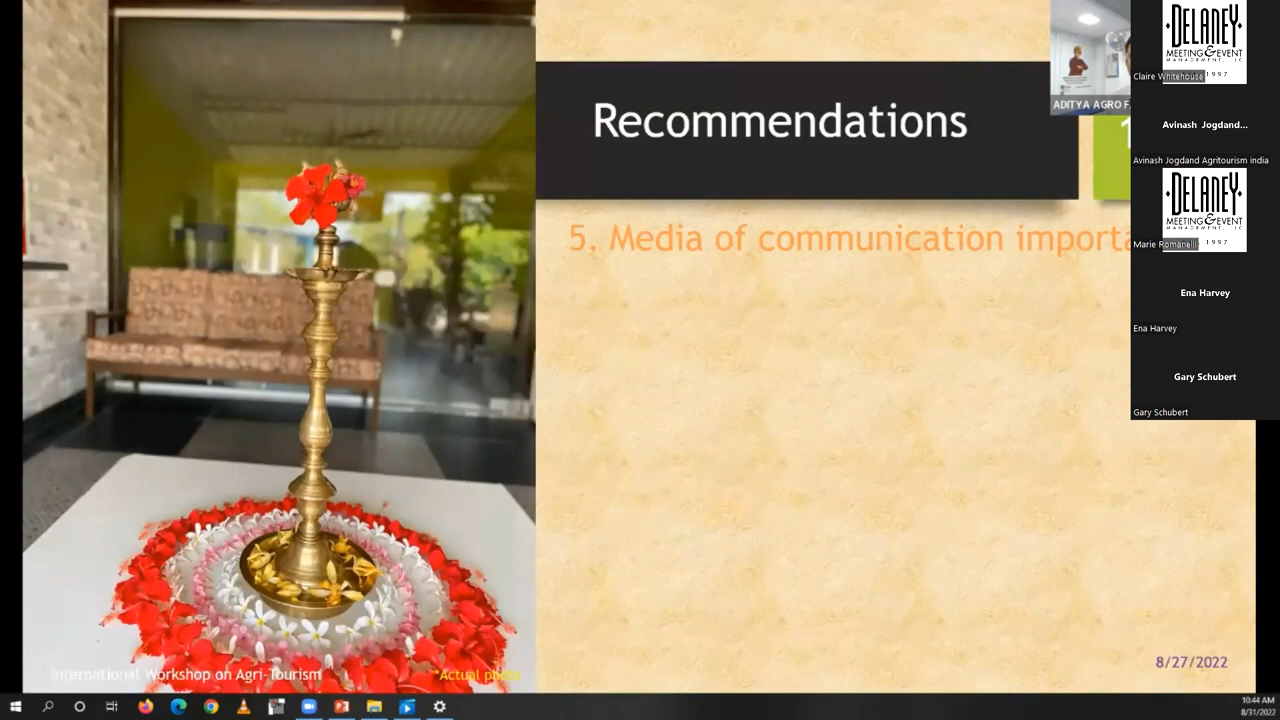 Recommendations
5. Media of communication
International Workshop on Agri-Tourism
*Actual
8/27/2022
ADITYA AGRO F
DELANEY
MEETING & EVENT
1997
Claire Whitehouse
Avinash Jogdand...
Avinash Jogdand Agritourism india
DELANEY
MEETING & EVENT
1997
Marie Romanelli
Ena Harvey
Ena Harvey
Gary Schubert
Gary Schubert
10:44 AM
8/31/2022